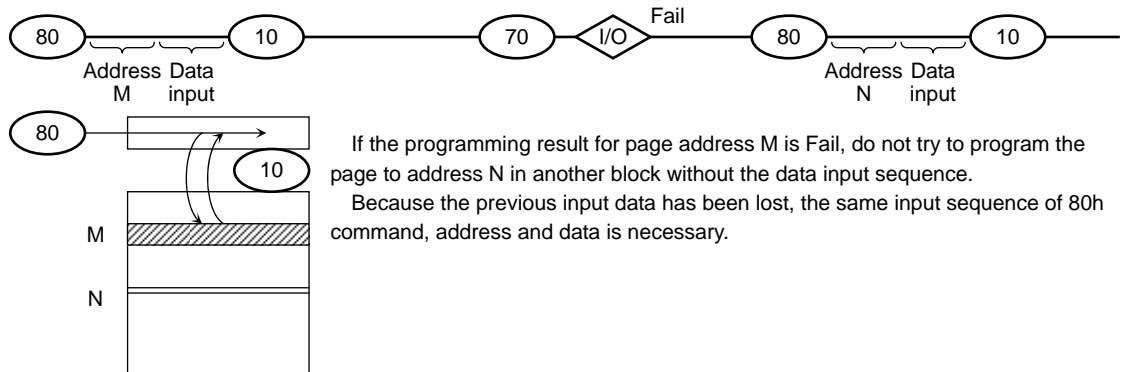 Fail
80 10 70 I/O 80 10
Address Data Address Data
M input N input
80
10
If the programming result for page address M is Fail, do not try to program the
page to address N in another block without the data input sequence.
Because the previous input data has been lost, the same input sequence of 80h
command, address and data is necessary.
M
N